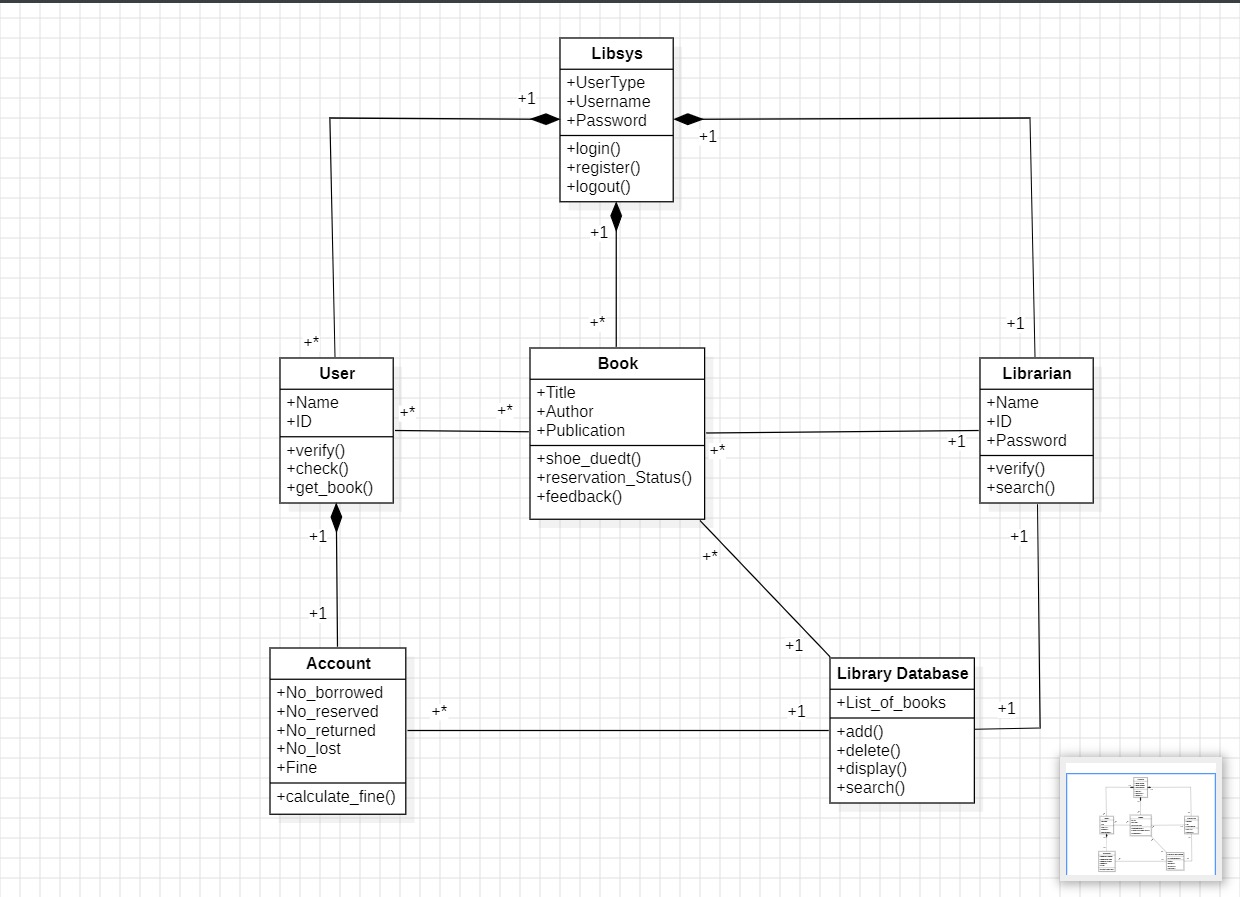 Libsys
+UserType
+Username
+Password
+login()
+register()
+logout()
+1
+1
+1
+*
+*
+1
User
+Name
+ID
+verify()
+check()
+get_book()
+*
+*
Book
+Title
+Author
+Publication
+shoe_duedt()
+reservation_Status()
+feedback()
+*
+1
Librarian
+Name
+ID
+Password
+verify()
+search()
+1
+1
+*
+1
+1
Account
+No_borrowed
+No_reserved
+No_returned
+No_lost
+Fine
+calculate_fine()
+*
+1
Library Database
+List_of_books
+add()
+delete()
+display()
+search()
+1